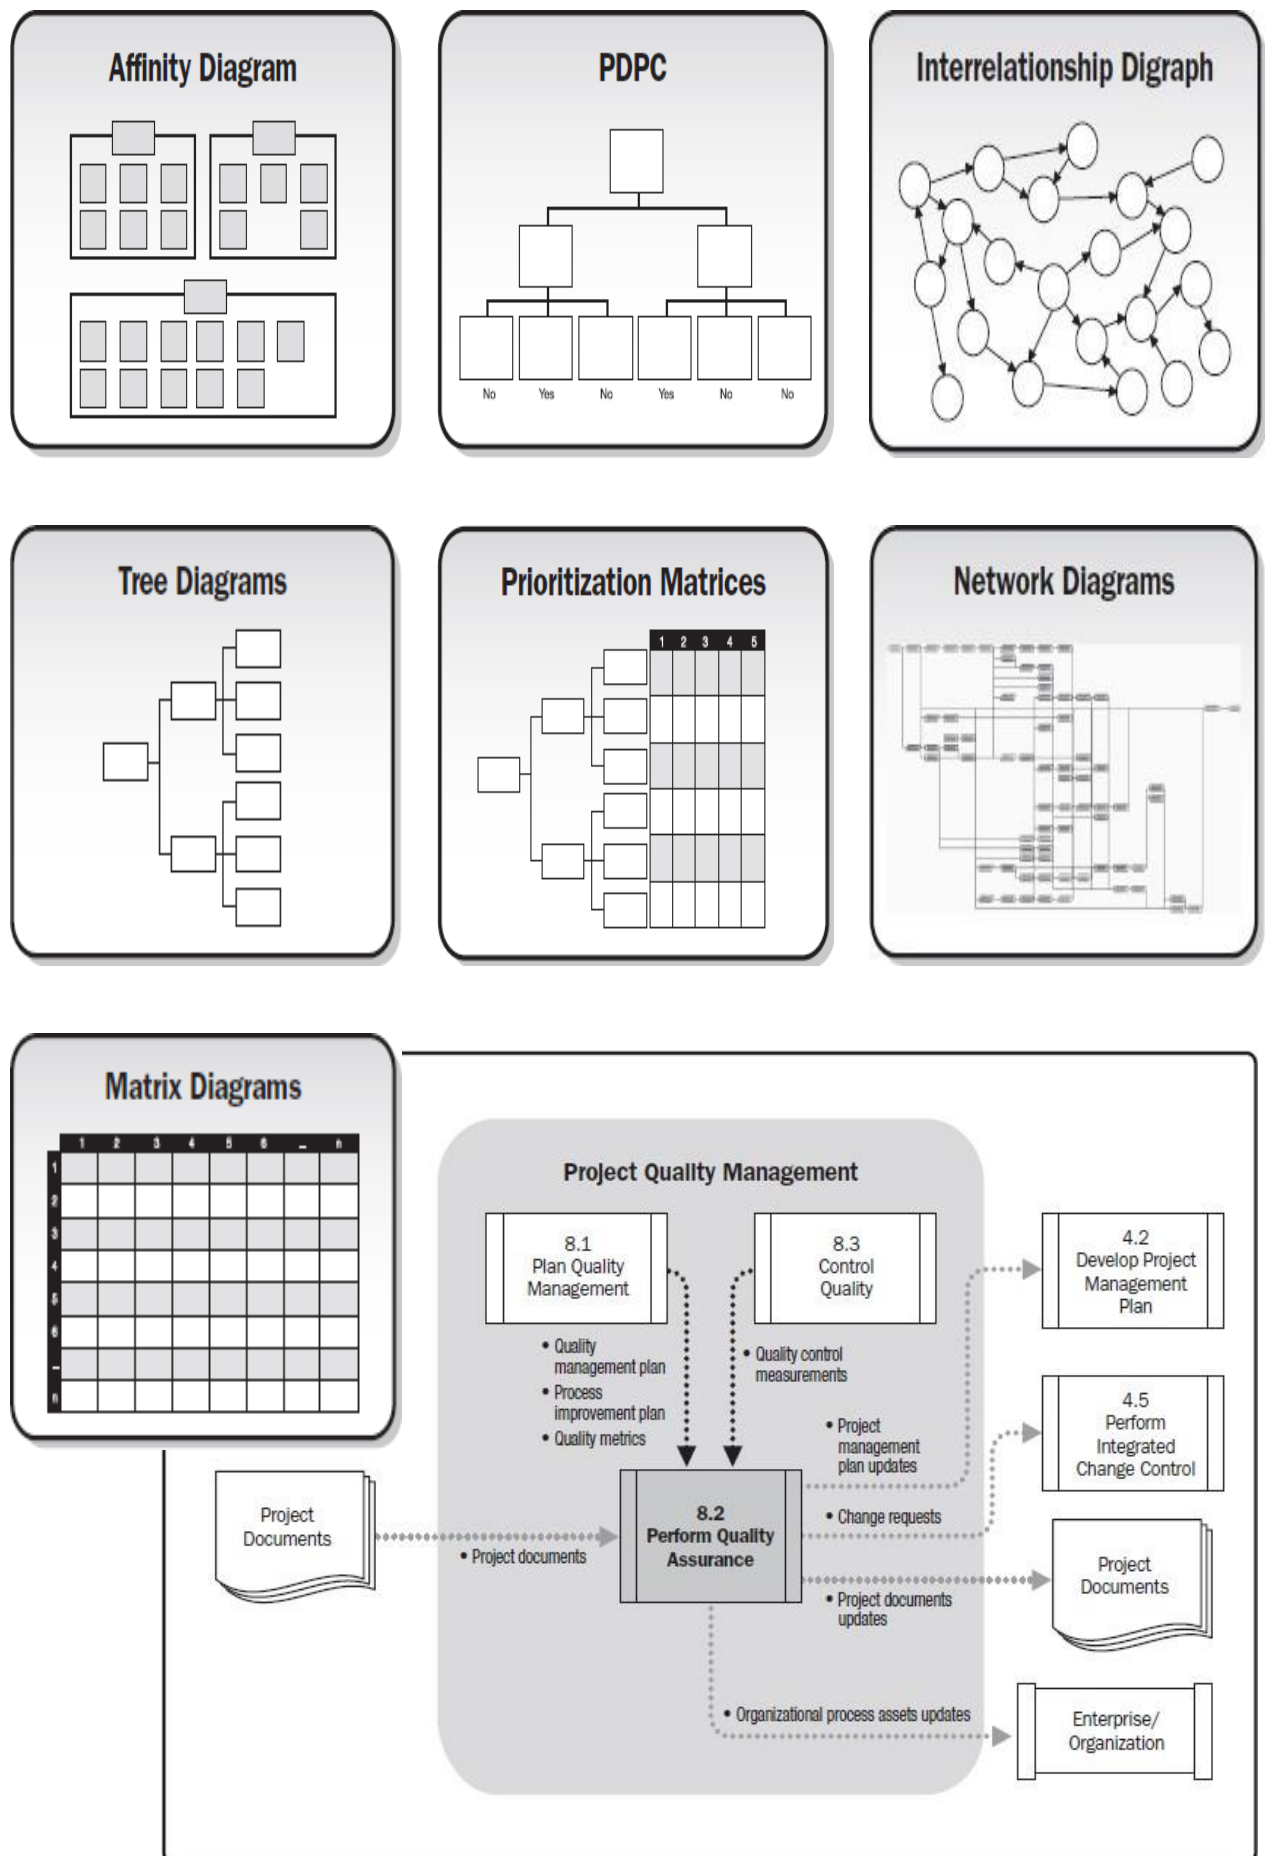 Affinity Diagram
PDPC
No
Yes
No
Yes
No
No
Interrelationship Digraph
Tree Diagrams
Prioritization Matrices
1 2 3 4 5
Network Diagrams
Matrix Diagrams
1 2 3 4 5 6 _ n
1
2
3
4
5
6
_
n
Project Quality Management
8.1
Plan Quality
Management
8.3
Control
Quality
4.2
Develop Project
Management
Plan
• Quality
management plan
• Process
improvement plan
• Quality metrics
• Quality control
measurements
4.5
Perform
Integrated
Change Control
• Project
management
plan updates
Project
Documents
• Project documents
8.2
Perform Quality
Assurance
• Change requests
Project
Documents
• Project documents
updates
• Organizational process assets updates
Enterprise/
Organization